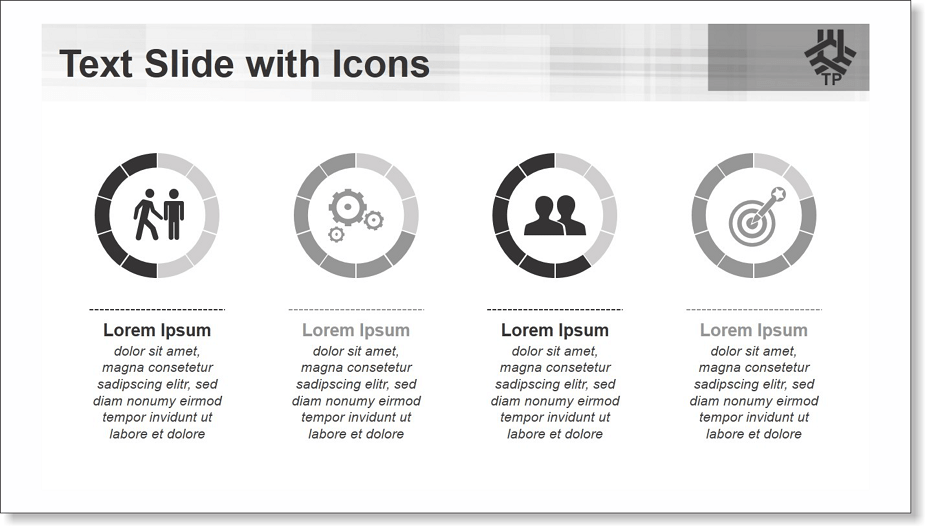 Text Slide with Icons
TP
Lorem Ipsum
dolor sit amet,
magna consetetur
sadipscing elitr, sed
diam nonumy eirmod
tempor invidunt ut
labore et dolore
Lorem Ipsum
dolor sit amet,
magna consetetur
sadipscing elitr, sed
diam nonumy eirmod
tempor invidunt ut
labore et dolore
Lorem Ipsum
dolor sit amet,
magna consetetur
sadipscing elitr, sed
diam nonumy eirmod
tempor invidunt ut
labore et dolore
Lorem Ipsum
dolor sit amet,
magna consetetur
sadipscing elitr, sed
diam nonumy eirmod
tempor invidunt ut
labore et dolore